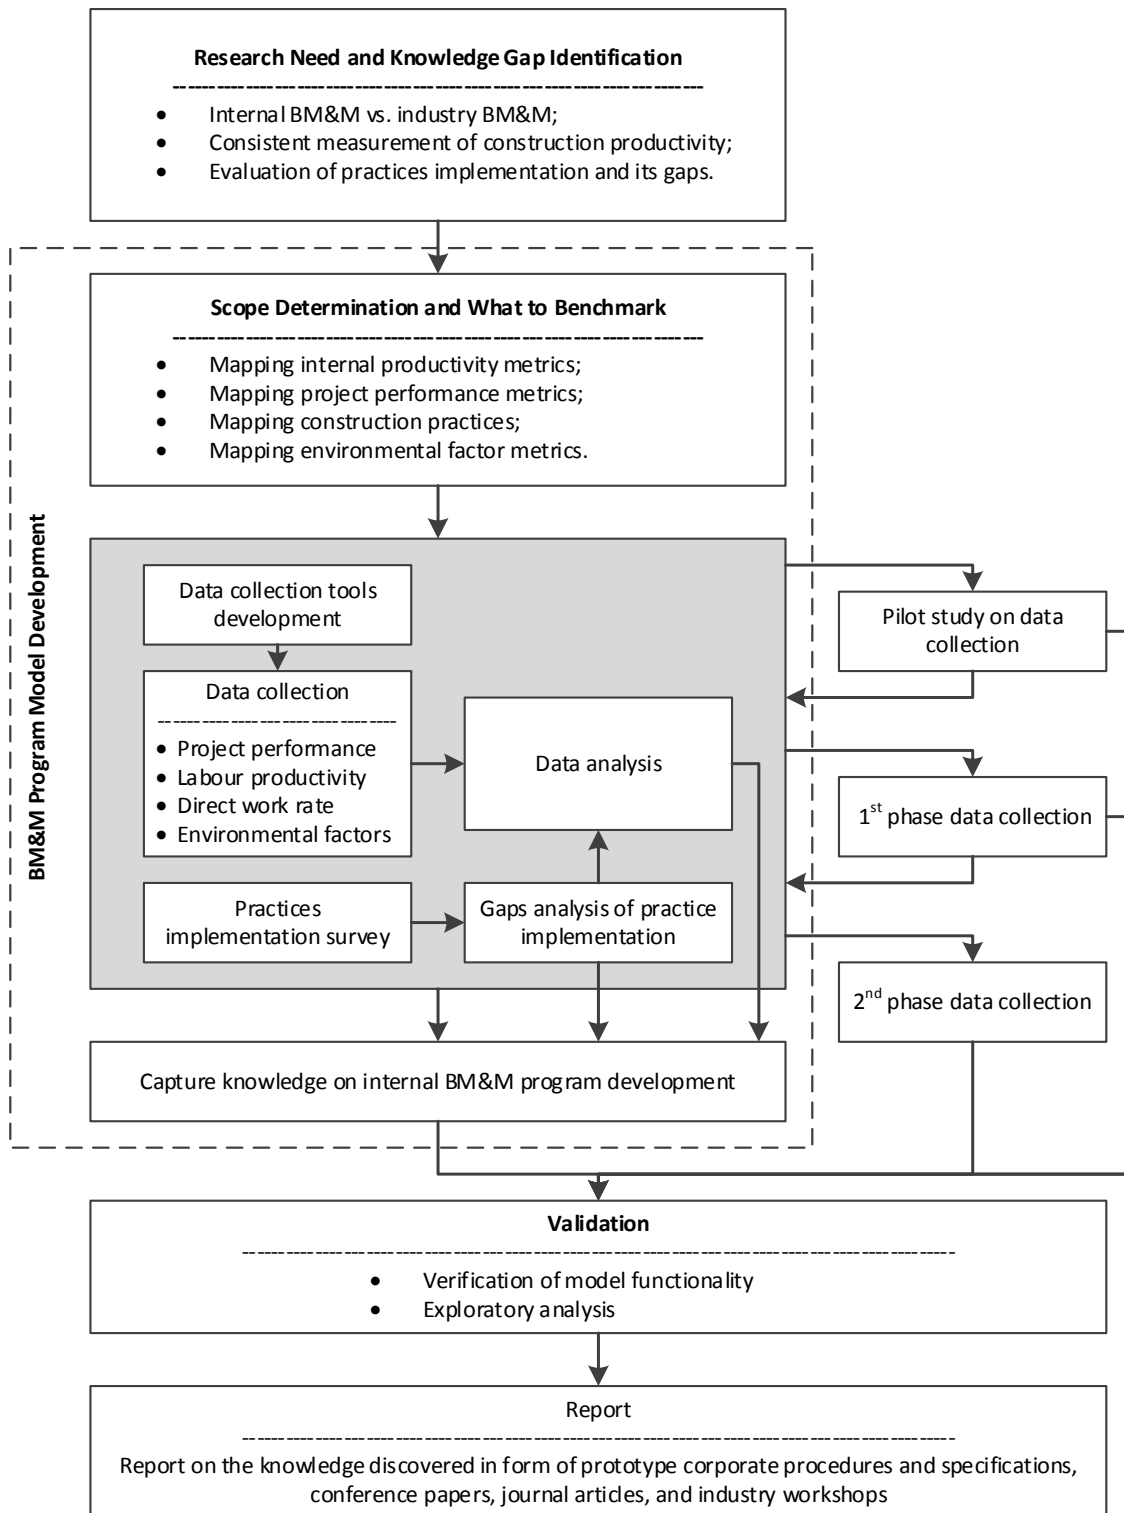 Research Need and Knowledge Gap Identification
• Internal BM&M vs. industry BM&M;
• Consistent measurement of construction productivity;
• Evaluation of practices implementation and its gaps.
BM&M Program Model Development
Scope Determination and What to Benchmark
• Mapping internal productivity metrics;
• Mapping project performance metrics;
• Mapping construction practices;
• Mapping environmental factor metrics.
Data collection tools
development
Data collection
• Project performance
• Labour productivity
• Direct work rate
• Environmental factors
Data analysis
Practices
implementation survey
Gaps analysis of practice
implementation
Pilot study on data
collection
1st phase data collection
2nd phase data collection
Capture knowledge on internal BM&M program development
Validation
• Verification of model functionality
• Exploratory analysis
Report
Report on the knowledge discovered in form of prototype corporate procedures and specifications,
conference papers, journal articles, and industry workshops